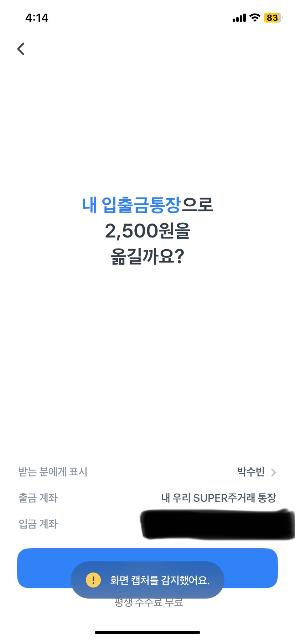 4:14
83
내 입출금통장으로
2,500원을
옮길까요?
받는 분에게 표시 박수빈
출금 계좌 내 우리 SUPER주거래 통장
입금 계좌
화면 캡처를 감지했어요.
평생 수수료 무료